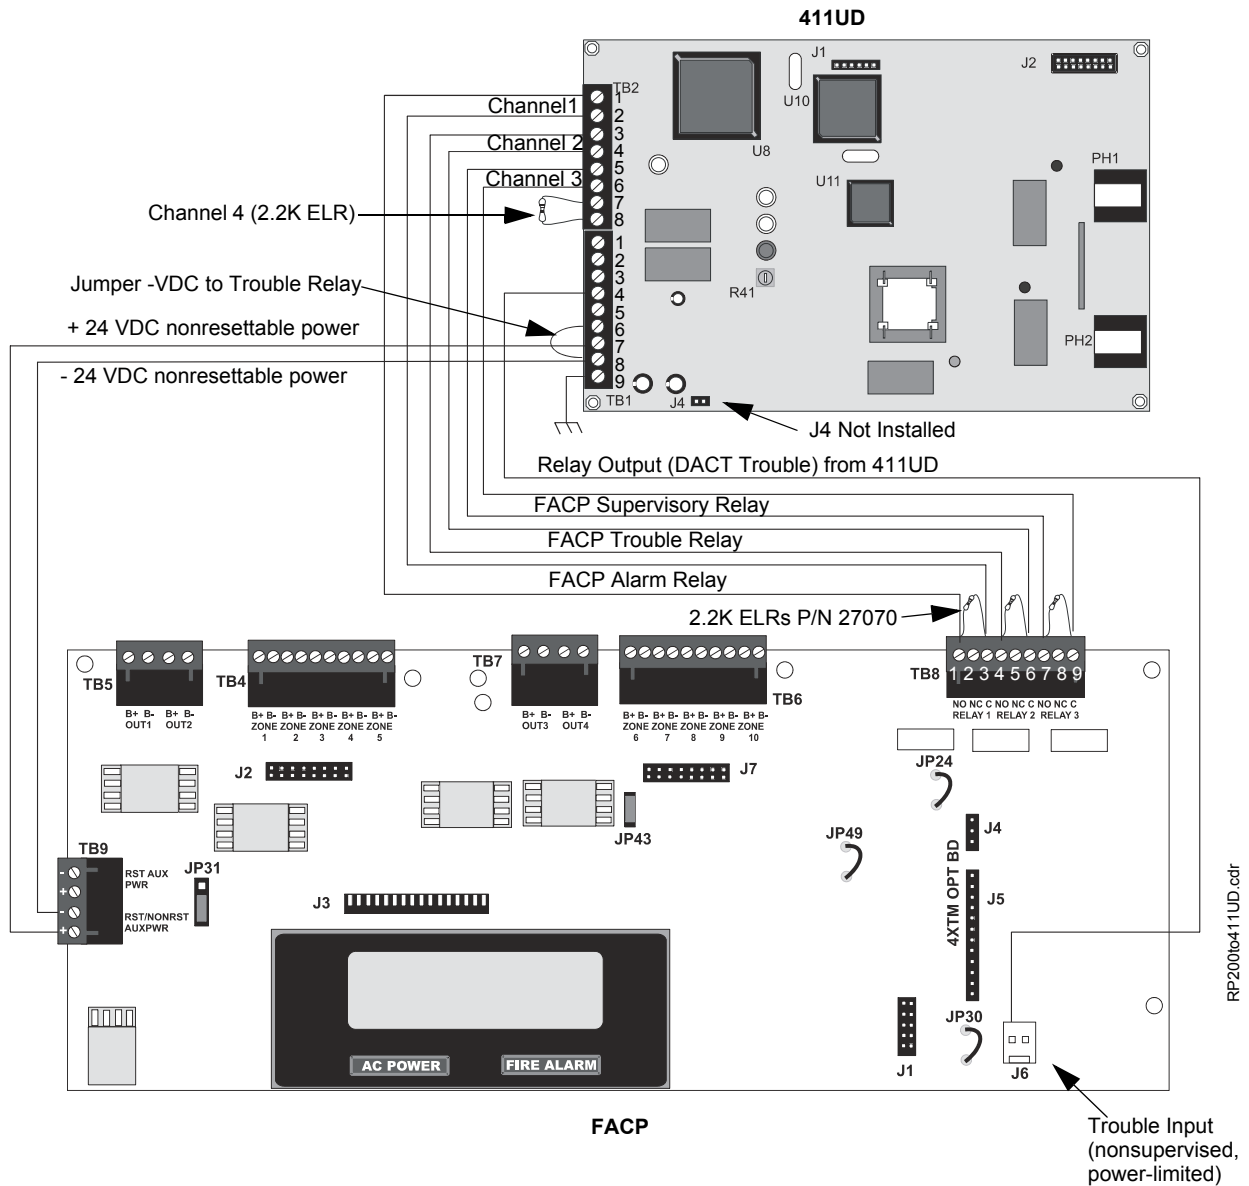 411UD
J1
J2
TB2
1
2
3
4
5
6
7
8
Channel1
Channel 2
Channel 3
Channel 4 (2.2K ELR)
U10
U8
U11
PH1
1
2
3
4
5
6
7
8
9
Jumper -VDC to Trouble Relay
R41
+ 24 VDC nonresettable power
PH2
- 24 VDC nonresettable power
TB1
J4
J4 Not Installed
Relay Output (DACT Trouble) from 411UD
FACP Supervisory Relay
FACP Trouble Relay
FACP Alarm Relay
2.2K ELRs P/N 27070
TB5
TB4
TB7
TB6
TB8
1 2 3 4 5 6 7 8 9
B+ B- B+ B-
OUT1 OUT2
B+ B- B+ B- B+ B- B+ B- B+ B-
ZONE ZONE ZONE ZONE ZONE
1 2 3 4 5
B+ B- B+ B-
OUT3 OUT4
B+ B- B+ B- B+ B- B+ B- B+ B-
ZONE ZONE ZONE ZONE ZONE
6 7 8 9 10
NO NC C NO NC C NO NC C
RELAY 1 RELAY 2 RELAY 3
J2
J7
JP24
JP43
JP49
J4
TB9
JP31
- RST AUX
+ PWR
- RST/NONRST
+ AUXPWR
J3
4XTM OPT BD
J5
RP200to411UD.cdr
JP30
AC POWER
FIRE ALARM
J1
J6
FACP
Trouble Input
(nonsupervised,
power-limited)